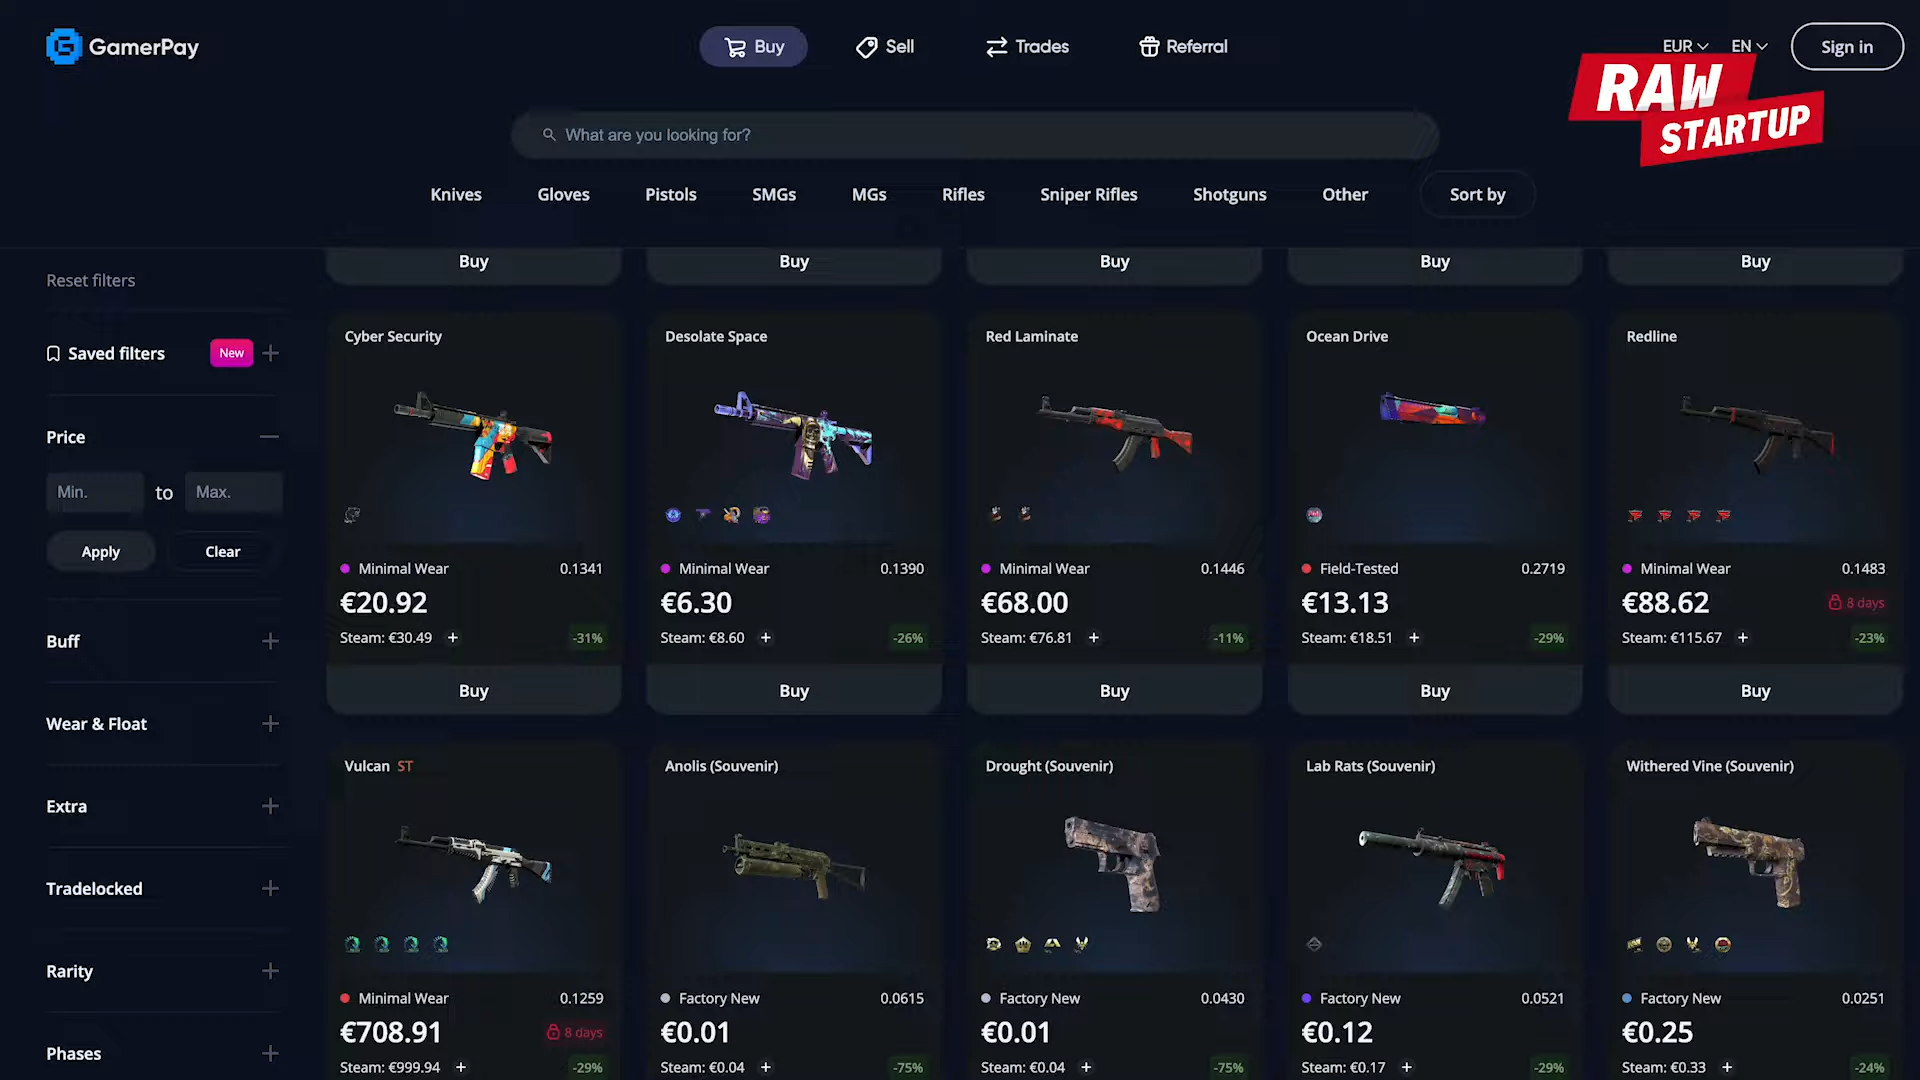 GamerPay
Buy
Sell
Trades
Referral
EUR
EN
Sign in
RAW
STARTUP
What are you looking for?
Knives
Gloves
Pistols
SMGs
MGs
Rifles
Sniper Rifles
Shotguns
Other
Sort by
Reset filters
Saved filters
New
Price
Min.
to
Max.
Apply
Clear
Buff
Wear & Float
Extra
Tradelocked
Rarity
Phases
Buy
Buy
Buy
Buy
Buy
Cyber Security
Minimal Wear 0.1341
€20.92
Steam: €30.49 + -31%
Buy
Desolate Space
Minimal Wear 0.1390
€6.30
Steam: €8.60 + -26%
Buy
Red Laminate
Minimal Wear 0.1446
€68.00
Steam: €76.81 + -11%
Buy
Ocean Drive
Field-Tested 0.2719
€13.13
Steam: €18.51 + -29%
Buy
Redline
Minimal Wear 0.1483
€88.62 8 days
Steam: €115.67 + -23%
Buy
Vulcan ST
Minimal Wear 0.1259
€708.91 8 days
Steam: €999.94 + -29%
Anolis (Souvenir)
Factory New 0.0615
€0.01
Steam: €0.04 + -75%
Drought (Souvenir)
Factory New 0.0430
€0.01
Steam: €0.04 + -75%
Lab Rats (Souvenir)
Factory New 0.0521
€0.12
Steam: €0.17 + -29%
Withered Vine (Souvenir)
Factory New 0.0251
€0.25
Steam: €0.33 + -24%